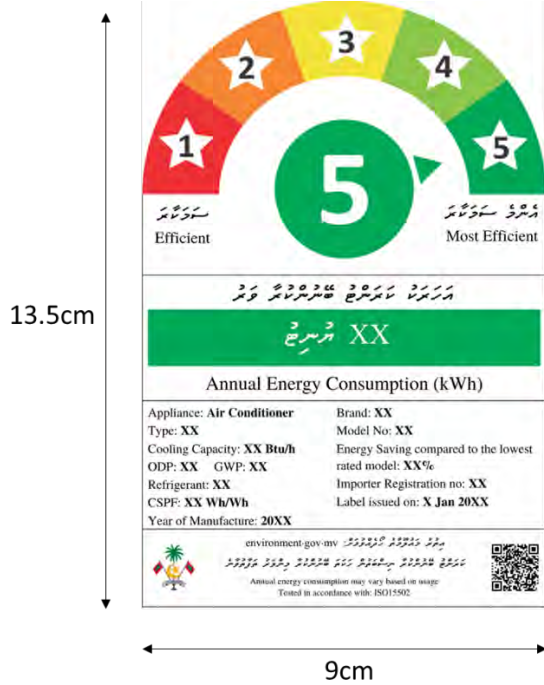 1
2
3
4
5
5
ސަމަކާރަ
Efficient
އެންމެ ސަމަކާރަ
Most Efficient
އަހަރަކު ކަރަންޓު ބޭނުންކުރާ ވަރު
XX ޔުނިޓު
Annual Energy Consumption (kWh)
Appliance: Air Conditioner
Type: XX
Cooling Capacity: XX Btu/h
ODP: XX GWP: XX
Refrigerant: XX
CSPF: XX Wh/Wh
Year of Manufacture: 20XX
Brand: XX
Model No: XX
Energy Saving compared to the lowest
rated model: XX%
Importer Registration no: XX
Label issued on: X Jan 20XX
އިތުރު މައުލޫމާތު ހޯދެއްވުމަށް: environment.gov.mv
ކަރަންޓު ބޭނުންކުރާ ނިސްބަތުން ހަކަތަ ބޭނުންކުރާ މިންވަރު ތަފާތުވާނެ
Annual energy consumption may vary based on usage
Tested in accordance with: ISO15502
13.5cm
9cm